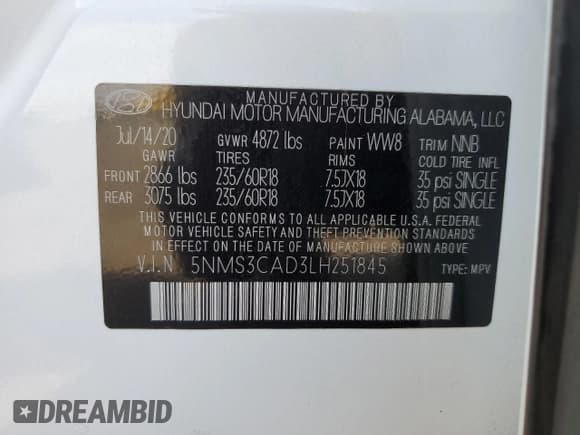 MANUFACTURED BY
HYUNDAI MOTOR MANUFACTURING ALABAMA, LLC
Jul/14/20 GVWR 4872 lbs PAINT WW8 TRIM NNB
GAWR TIRES RIMS COLD TIRE INFL
FRONT 2866 lbs 235/60R18 7.5JX18 35 psi SINGLE
REAR 3075 lbs 235/60R18 7.5JX18 35 psi SINGLE
THIS VEHICLE CONFORMS TO ALL APPLICABLE U.S.A. FEDERAL
MOTOR VEHICLE SAFETY AND THEFT PREVENTION STANDARDS
IN EFFECT ON THE DATE OF MANUFACTURE SHOWN ABOVE.
V.I.N 5NMS3CAD3LH251845 TYPE: MPV
DREAMBID